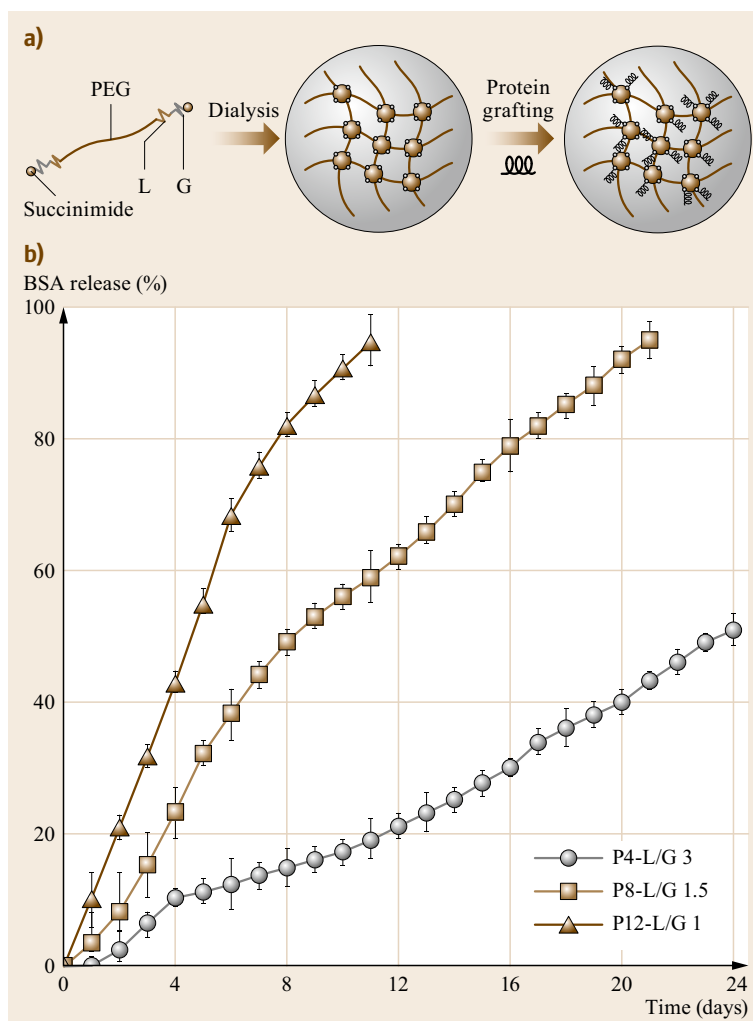 a)
PEG
Dialysis
Protein
grafting
L
G
Succinimide
b)
BSA release (%)
100
80
60
40
20
0
P4-L/G 3
P8-L/G 1.5
P12-L/G 1
0
4
8
12
16
20
24
Time (days)